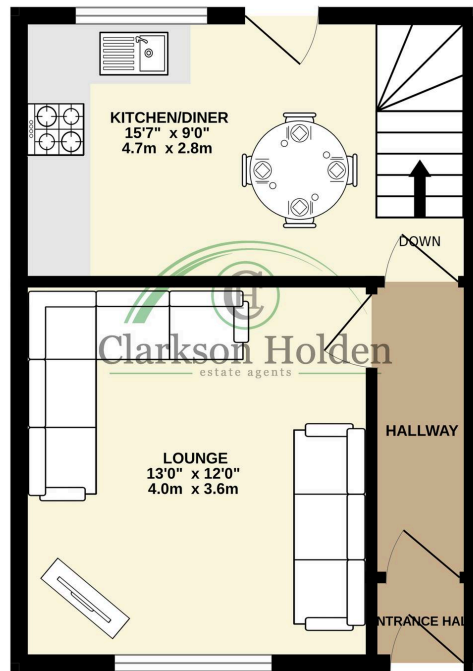 KITCHEN/DINER
15'7" x 9'0"
4.7m x 2.8m
DOWN
CH
Clarkson Holden
estate agents
HALLWAY
LOUNGE
13'0" x 12'0"
4.0m x 3.6m
NTRANCE HAL